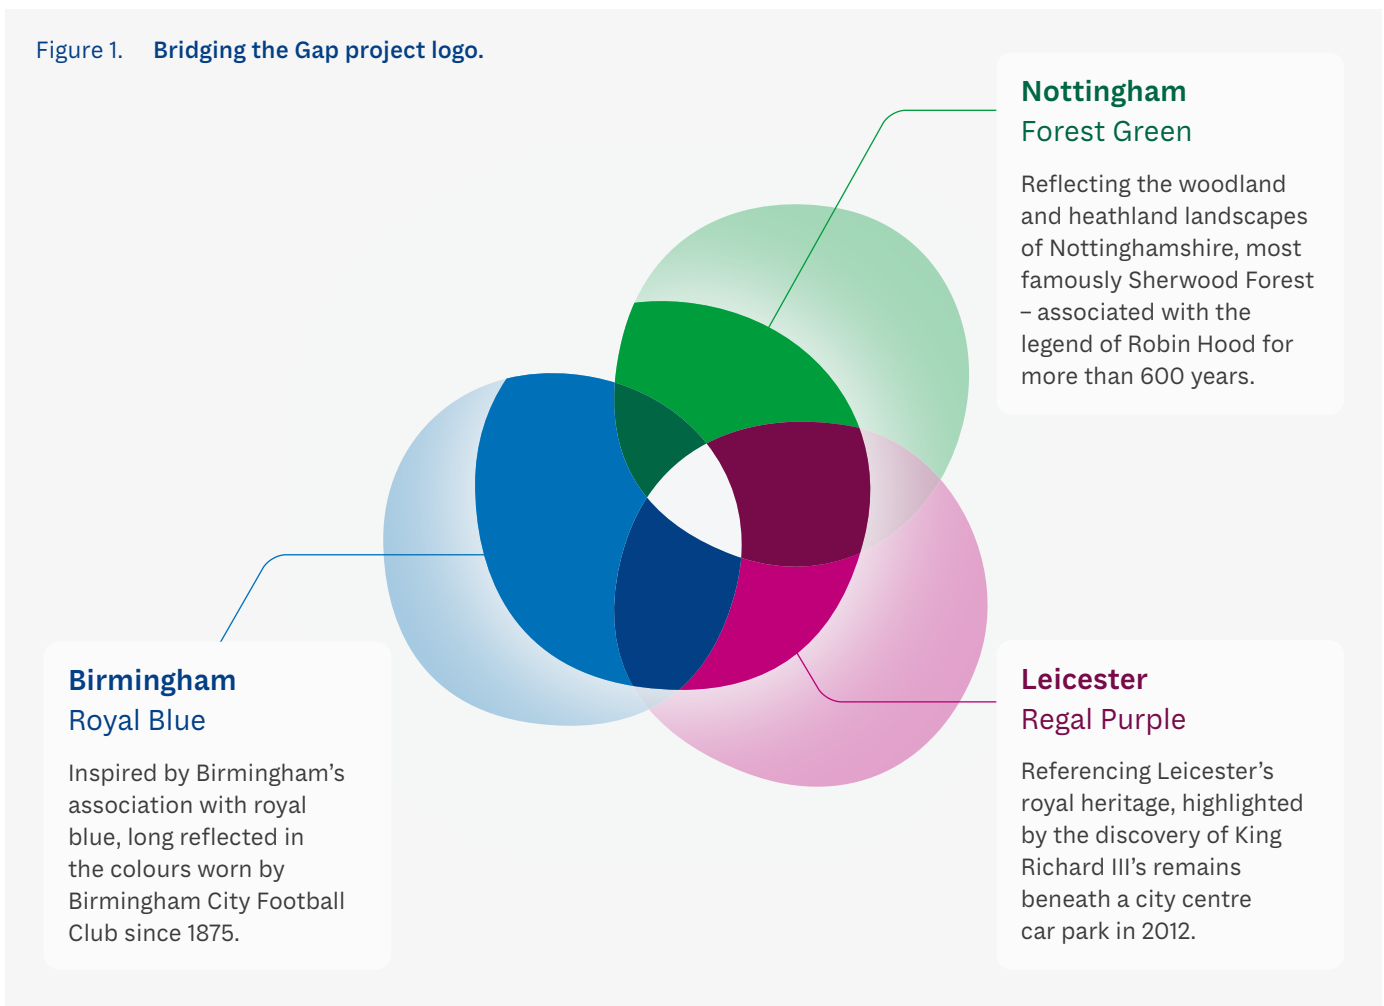 Figure 1. Bridging the Gap project logo.
Nottingham
Forest Green
Reflecting the woodland
and heathland landscapes
of Nottinghamshire, most
famously Sherwood Forest
– associated with the
legend of Robin Hood for
more than 600 years.
Birmingham
Royal Blue
Inspired by Birmingham’s
association with royal
blue, long reflected in
the colours worn by
Birmingham City Football
Club since 1875.
Leicester
Regal Purple
Referencing Leicester’s
royal heritage, highlighted
by the discovery of King
Richard III’s remains
beneath a city centre
car park in 2012.